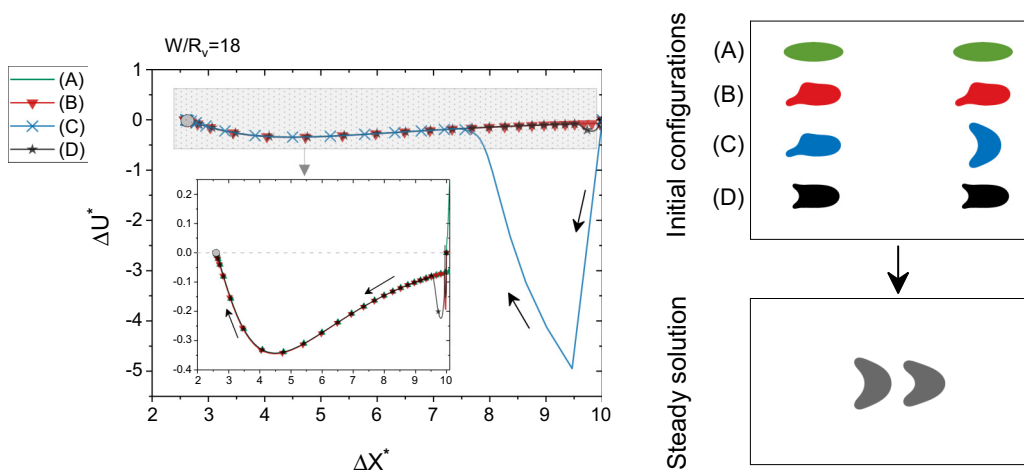 W/Rv=18
(A)
(B)
(C)
(D)
1
0
-1
-2
-3
-4
-5
ΔU*
2
3
4
5
6
7
8
9
10
ΔX*
0.2
0.1
0.0
-0.1
-0.2
-0.3
-0.4
2
3
4
5
6
7
8
9
10
Initial configurations
(A)
(B)
(C)
(D)
Steady solution